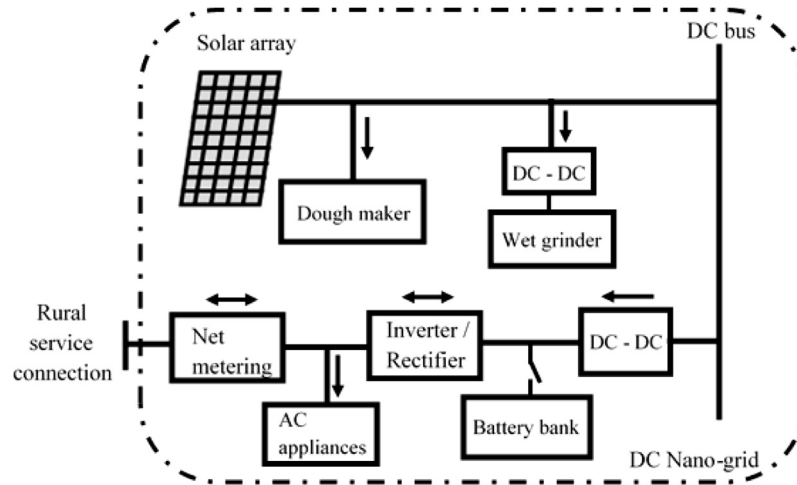 Solar array
DC bus
Dough maker
DC - DC
Wet grinder
Rural
service
connection
Net
metering
Inverter /
Rectifier
DC - DC
AC
appliances
Battery bank
DC Nano-grid